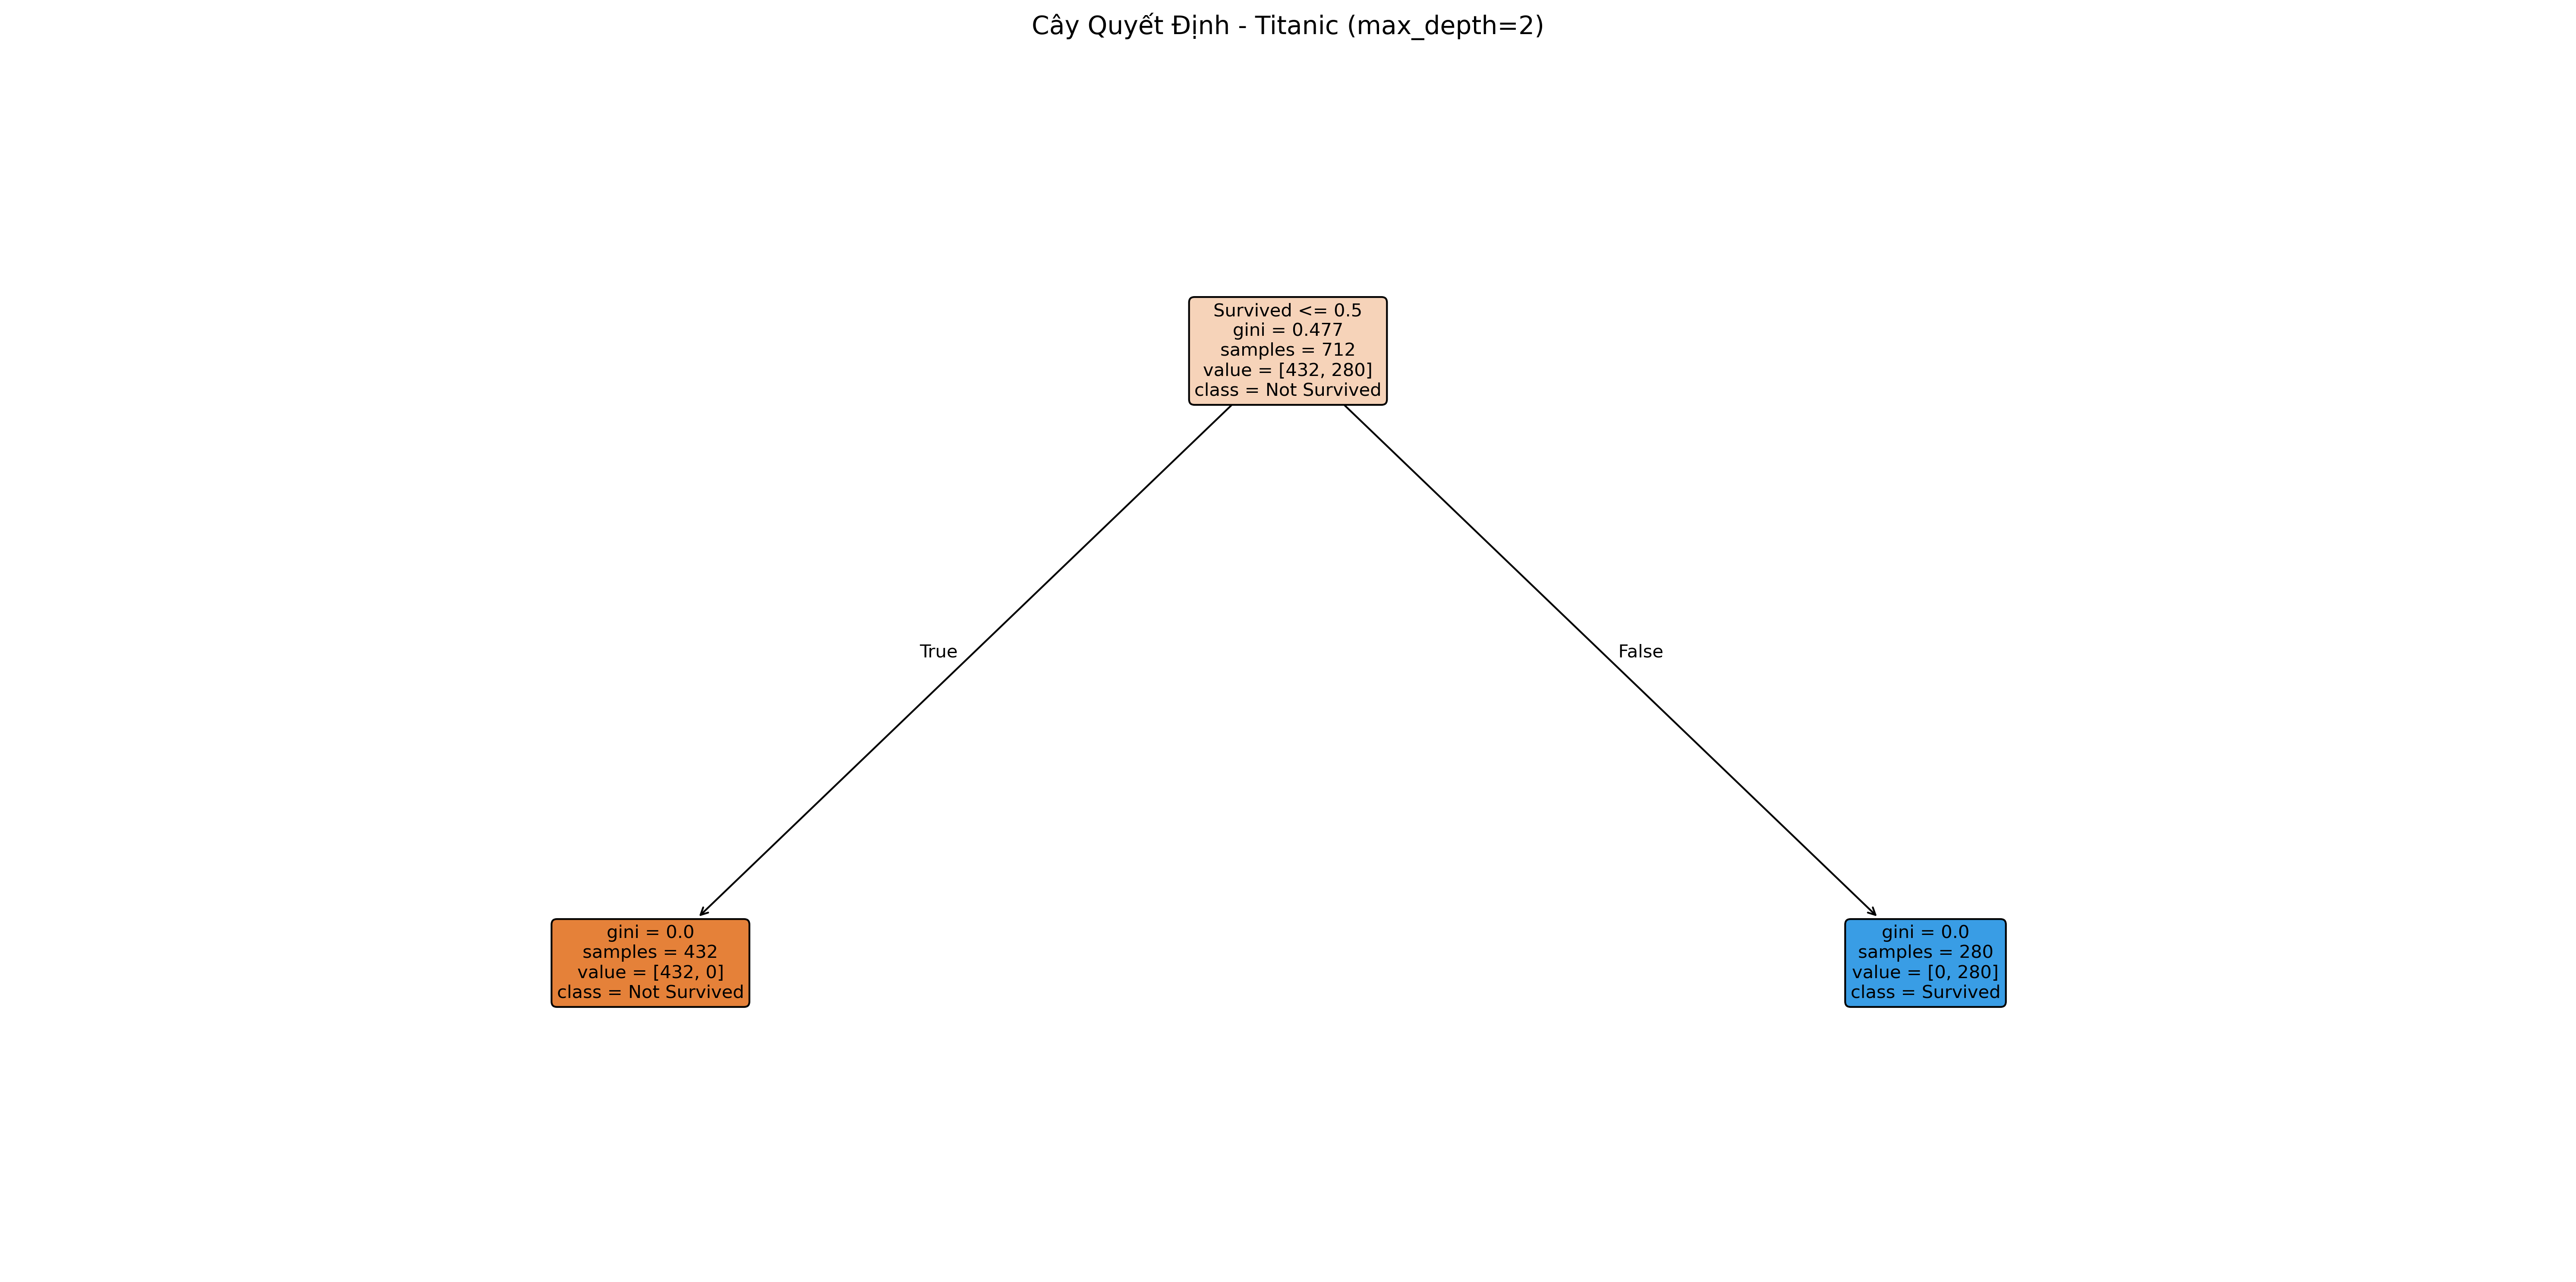 Cây Quyết Định - Titanic (max_depth=2)
Survived <= 0.5
gini = 0.477
samples = 712
value = [432, 280]
class = Not Survived
True
False
gini = 0.0
samples = 432
value = [432, 0]
class = Not Survived
gini = 0.0
samples = 280
value = [0, 280]
class = Survived